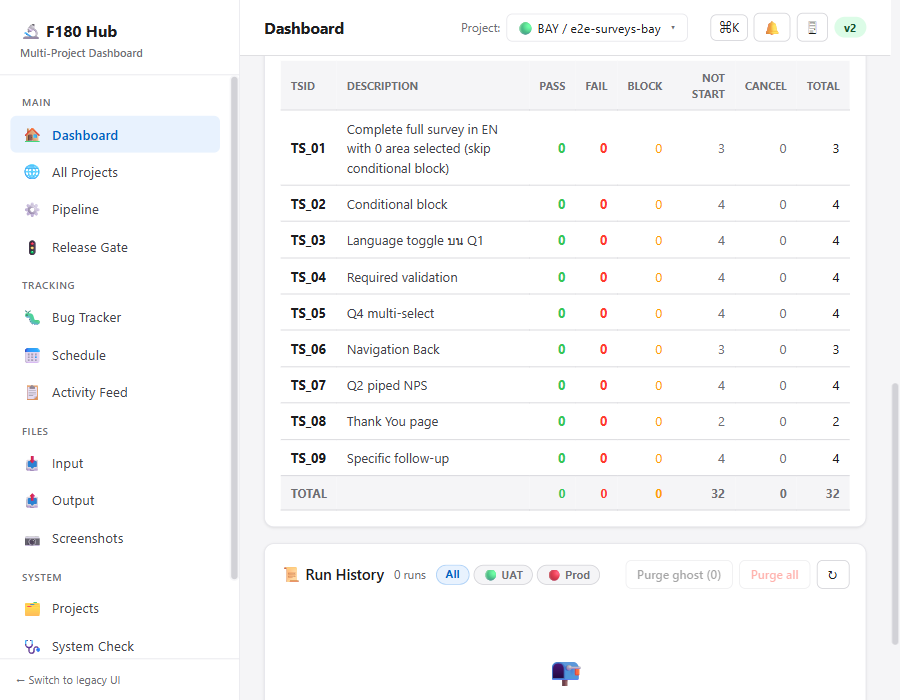 F180 Hub
Multi-Project Dashboard
MAIN
Dashboard
All Projects
Pipeline
Release Gate
TRACKING
Bug Tracker
Schedule
Activity Feed
FILES
Input
Output
Screenshots
SYSTEM
Projects
System Check
← Switch to legacy UI
Dashboard
Project: BAY / e2e-surveys-bay
⌘K
v2
TSID DESCRIPTION PASS FAIL BLOCK NOT START CANCEL TOTAL
TS_01 Complete full survey in EN with 0 area selected (skip conditional block) 0 0 0 3 0 3
TS_02 Conditional block 0 0 0 4 0 4
TS_03 Language toggle บน Q1 0 0 0 4 0 4
TS_04 Required validation 0 0 0 4 0 4
TS_05 Q4 multi-select 0 0 0 4 0 4
TS_06 Navigation Back 0 0 0 3 0 3
TS_07 Q2 piped NPS 0 0 0 4 0 4
TS_08 Thank You page 0 0 0 2 0 2
TS_09 Specific follow-up 0 0 0 4 0 4
TOTAL 0 0 0 32 0 32
Run History 0 runs All UAT Prod Purge ghost (0) Purge all ↻